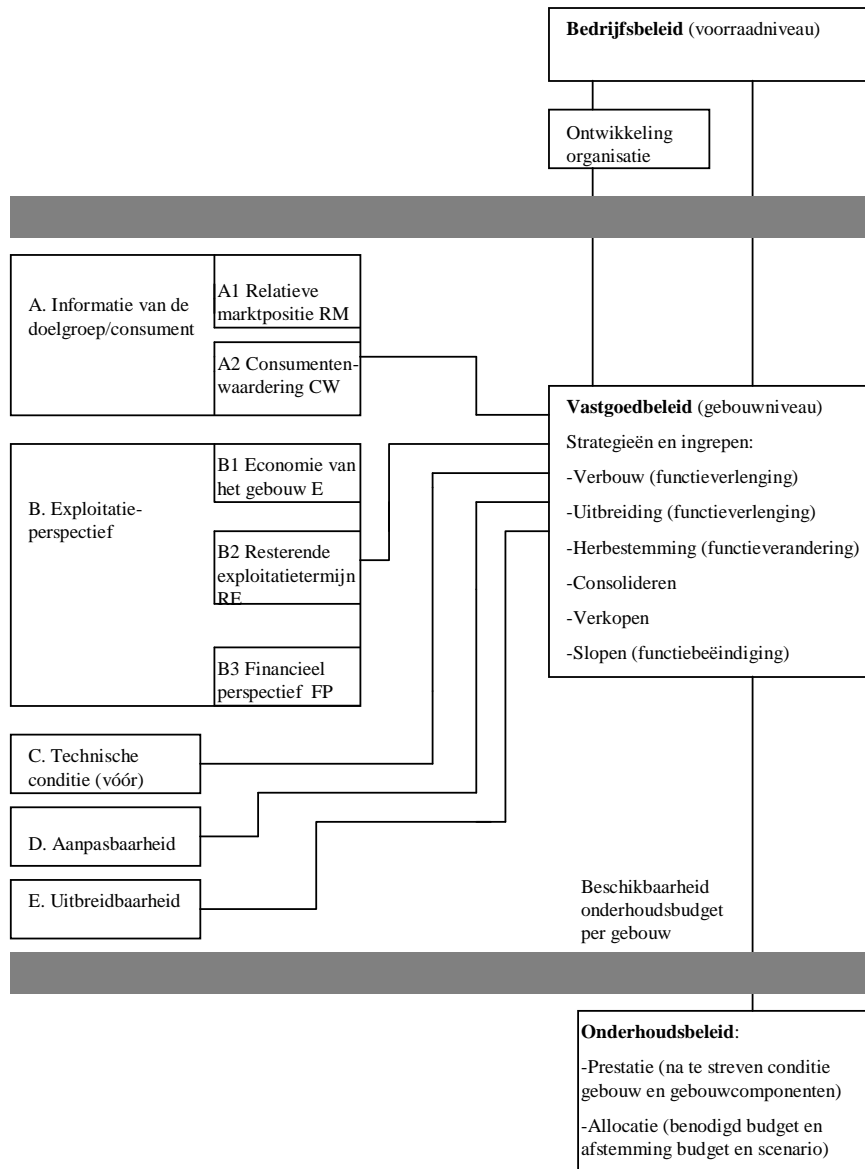 Bedrijfsbeleid (voorraadniveau)
Ontwikkeling
organisatie
A. Informatie van de
doelgroep/consument
A1 Relatieve
marktpositie RM
A2 Consumenten-
waardering CW
B. Exploitatie-
perspectief
B1 Economie van
het gebouw E
B2 Resterende
exploitatietermijn
RE
B3 Financieel
perspectief FP
C. Technische
conditie (vóór)
D. Aanpasbaarheid
E. Uitbreidbaarheid
Vastgoedbeleid (gebouwniveau)
Strategieën en ingrepen:
-Verbouw (functieverlenging)
-Uitbreiding (functieverlenging)
-Herbestemming (functieverandering)
-Consolideren
-Verkopen
-Slopen (functiebeëindiging)
Beschikbaarheid
onderhoudsbudget
per gebouw
Onderhoudsbeleid:
-Prestatie (na te streven conditie
gebouw en gebouwcomponenten)
-Allocatie (benodigd budget en
afstemming budget en scenario)